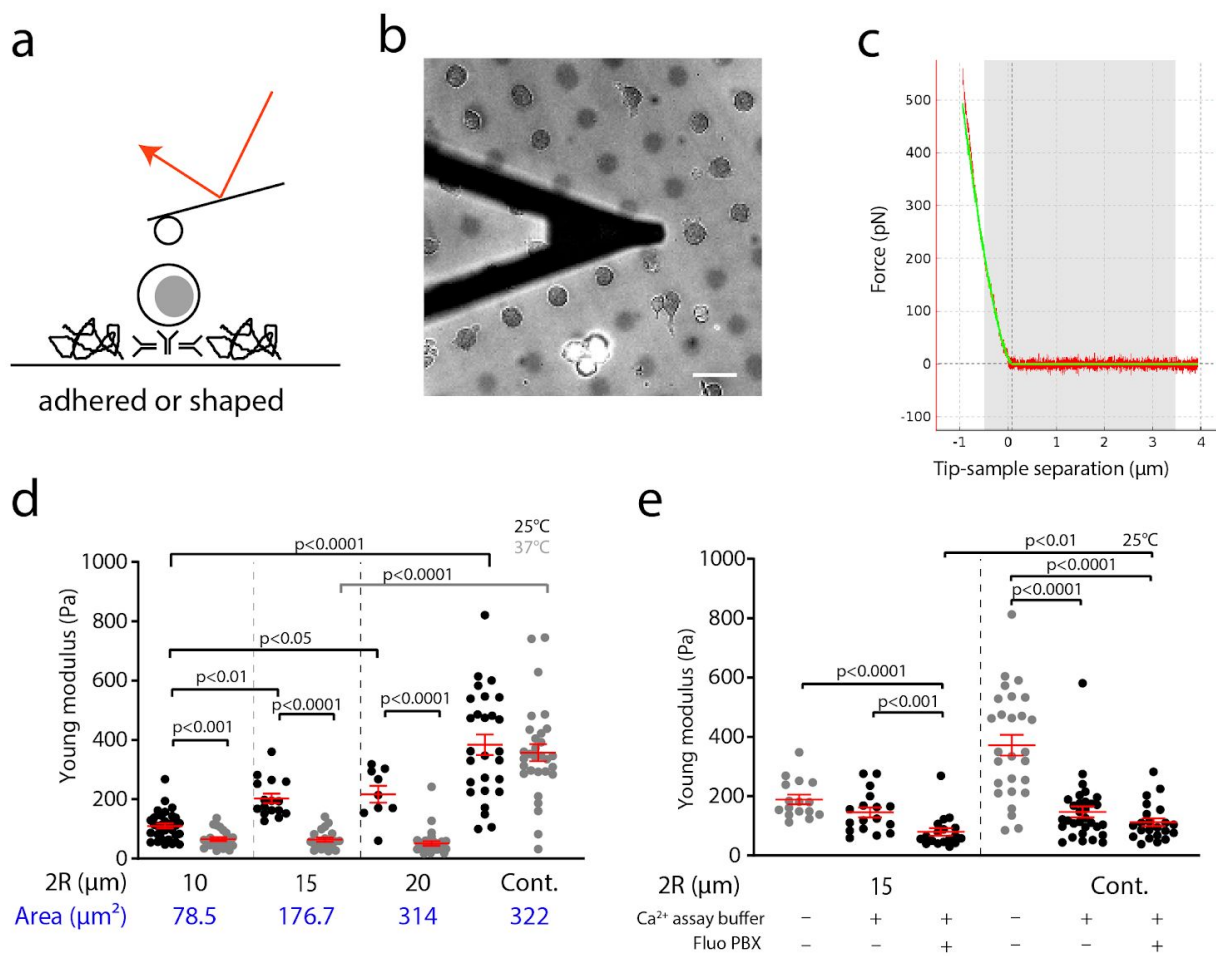 a
b
c
adhered or shaped
Force (pN)
500
400
300
200
100
0
-100
-1 0 1 2 3 4
Tip-sample separation (µm)
d
25°C
37°C
Young modulus (Pa)
1000
800
600
400
200
0
p<0.0001
p<0.0001
p<0.05
p<0.01
p<0.001
p<0.0001
p<0.0001
2R (µm) 10 15 20 Cont.
Area (µm²) 78.5 176.7 314 322
e
25°C
Young modulus (Pa)
1000
800
600
400
200
0
p<0.01
p<0.0001
p<0.0001
p<0.0001
p<0.001
2R (µm) 15 Cont.
Ca²⁺ assay buffer – + + – + +
Fluo PBX – – + – – +